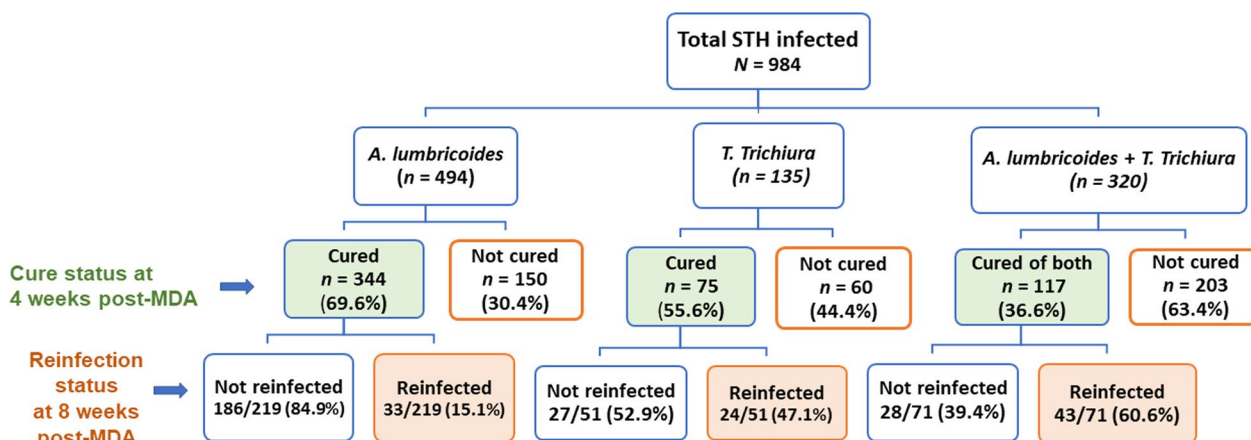 Total STH infected
N = 984
A. lumbricoides
(n = 494)
T. Trichiura
(n = 135)
A. lumbricoides + T. Trichiura
(n = 320)
Cure status at
4 weeks post-MDA
Cured
n = 344
(69.6%)
Not cured
n = 150
(30.4%)
Cured
n = 75
(55.6%)
Not cured
n = 60
(44.4%)
Cured of both
n = 117
(36.6%)
Not cured
n = 203
(63.4%)
Reinfection
status
at 8 weeks
post-MDA
Not reinfected
186/219 (84.9%)
Reinfected
33/219 (15.1%)
Not reinfected
27/51 (52.9%)
Reinfected
24/51 (47.1%)
Not reinfected
28/71 (39.4%)
Reinfected
43/71 (60.6%)